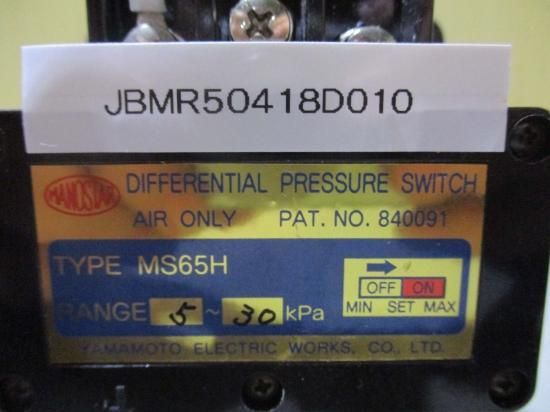 JBMR50418D010
MANOSTAR DIFFERENTIAL PRESSURE SWITCH
AIR ONLY PAT. NO. 840091
TYPE MS65H
OFF ON
MIN SET MAX
RANGE 5 ~ 30 kPa
YAMAMOTO ELECTRIC WORKS, CO., LTD.